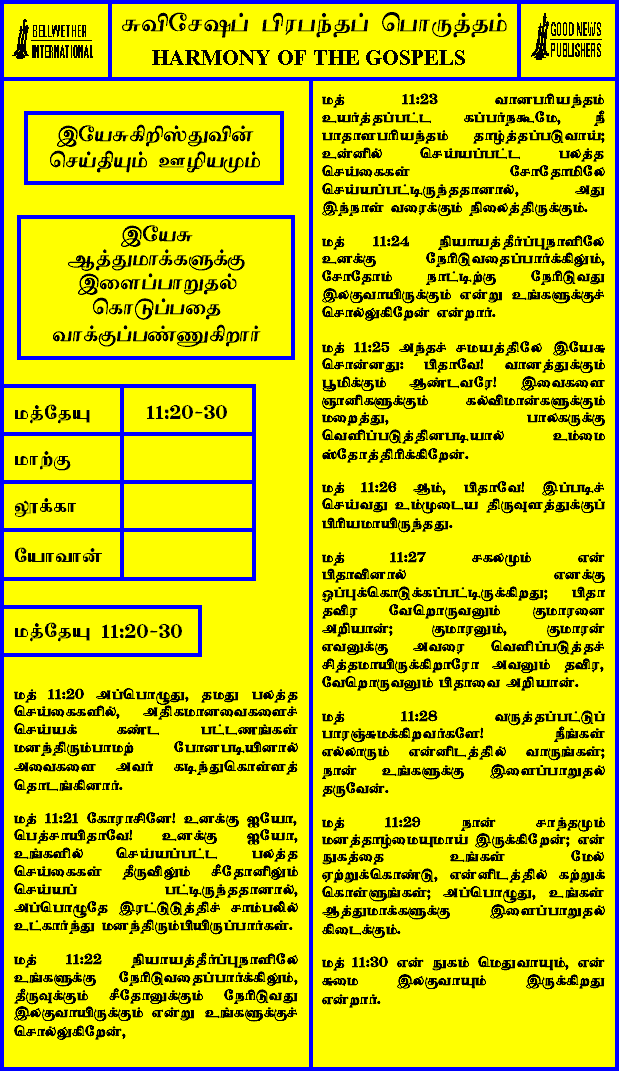 BELLWETHER
INTERNATIONAL
சுவிசேஷப் பிரபந்தப் பொருத்தம்
HARMONY OF THE GOSPELS
GOOD NEWS
PUBLISHERS
இயேசுகிறிஸ்துவின்
செய்தியும் ஊழியமும்
இயேசு
ஆத்துமாக்களுக்கு
இளைப்பாறுதல்
கொடுப்பதை
வாக்குப்பண்ணுகிறார்
மத்தேயு 11:20-30
மாற்கு
லூக்கா
யோவான்
மத்தேயு 11:20-30
மத் 11:20 அப்பொழுது, தமது பலத்த
செய்கைகளில், அதிகமானவைகளைச்
செய்யக் கண்ட பட்டணங்கள்
மனந்திரும்பாமற் போனபடியினால்
அவைகளை அவர் கடிந்துகொள்ளத்
தொடங்கினார்.
மத் 11:21 கோராசினே! உனக்கு ஐயோ,
பெத்சாயிதாவே! உனக்கு ஐயோ,
உங்களில் செய்யப்பட்ட பலத்த
செய்கைகள் தீருவிலும் சீதோனிலும்
செய்யப் பட்டிருந்ததானால்,
அப்பொழுதே இரட்டுடுத்திச் சாம்பலில்
உட்கார்ந்து மனந்திரும்பியிருப்பார்கள்.
மத் 11:22 நியாயத்தீர்ப்புநாளிலே
உங்களுக்கு நேரிடுவதைப்பார்க்கிலும்,
தீருவுக்கும் சீதோனுக்கும் நேரிடுவது
இலகுவாயிருக்கும் என்று உங்களுக்குச்
சொல்லுகிறேன்,
மத் 11:23 வானபரியந்தம்
உயர்த்தப்பட்ட கப்பர்நகூமே, நீ
பாதாளபரியந்தம் தாழ்த்தப்படுவாய்;
உன்னில் செய்யப்பட்ட பலத்த
செய்கைகள் சோதோமிலே
செய்யப்பட்டிருந்ததானால், அது
இந்நாள் வரைக்கும் நிலைத்திருக்கும்.
மத் 11:24 நியாயத்தீர்ப்புநாளிலே
உனக்கு நேரிடுவதைப்பார்க்கிலும்,
சோதோம் நாட்டிற்கு நேரிடுவது
இலகுவாயிருக்கும் என்று உங்களுக்குச்
சொல்லுகிறேன் என்றார்.
மத் 11:25 அந்தச் சமயத்திலே இயேசு
சொன்னது: பிதாவே! வானத்துக்கும்
பூமிக்கும் ஆண்டவரே! இவைகளை
ஞானிகளுக்கும் கல்விமான்களுக்கும்
மறைத்து, பாலகருக்கு
வெளிப்படுத்தினபடியால் உம்மை
ஸ்தோத்திரிக்கிறேன்.
மத் 11:26 ஆம், பிதாவே! இப்படிச்
செய்வது உம்முடைய திருவுளத்துக்குப்
பிரியமாயிருந்தது.
மத் 11:27 சகலமும் என்
பிதாவினால் எனக்கு
ஒப்புக்கொடுக்கப்பட்டிருக்கிறது; பிதா
தவிர வேறொருவனும் குமாரனை
அறியான்; குமாரனும், குமாரன்
எவனுக்கு அவரை வெளிப்படுத்தச்
சித்தமாயிருக்கிறாரோ அவனும் தவிர,
வேறொருவனும் பிதாவை அறியான்.
மத் 11:28 வருத்தப்பட்டுப்
பாரஞ்சுமக்கிறவர்களே! நீங்கள்
எல்லாரும் என்னிடத்தில் வாருங்கள்;
நான் உங்களுக்கு இளைப்பாறுதல்
தருவேன்.
மத் 11:29 நான் சாந்தமும்
மனத்தாழ்மையுமாய் இருக்கிறேன்; என்
நுகத்தை உங்கள் மேல்
ஏற்றுக்கொண்டு, என்னிடத்தில் கற்றுக்
கொள்ளுங்கள்; அப்பொழுது, உங்கள்
ஆத்துமாக்களுக்கு இளைப்பாறுதல்
கிடைக்கும்.
மத் 11:30 என் நுகம் மெதுவாயும், என்
சுமை இலகுவாயும் இருக்கிறது
என்றார்.